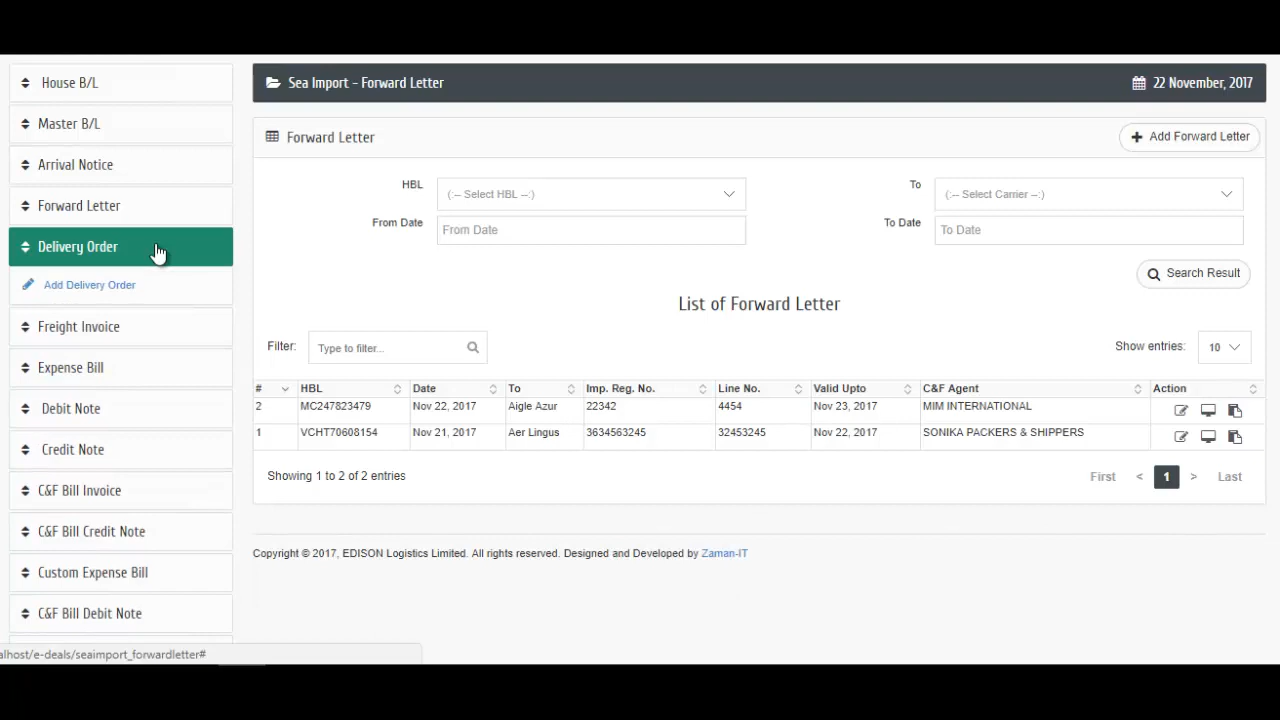 House B/L
Master B/L
Arrival Notice
Forward Letter
Delivery Order
Add Delivery Order
Freight Invoice
Expense Bill
Debit Note
Credit Note
C&F Bill Invoice
C&F Bill Credit Note
Custom Expense Bill
C&F Bill Debit Note
alhost/e-deals/seaimport_forwardletter#
Sea Import - Forward Letter 22 November, 2017
Forward Letter Add Forward Letter
HBL (:-- Select HBL --:) To (:-- Select Carrier --:)
From Date From Date To Date To Date
Search Result
List of Forward Letter
Filter: Type to filter... Show entries: 10
# HBL Date To Imp. Reg. No. Line No. Valid Upto C&F Agent Action
2 MC247823479 Nov 22, 2017 Aigle Azur 22342 4454 Nov 23, 2017 MIM INTERNATIONAL
1 VCHT70608154 Nov 21, 2017 Aer Lingus 3634563245 32453245 Nov 22, 2017 SONIKA PACKERS & SHIPPERS
Showing 1 to 2 of 2 entries First < 1 > Last
Copyright © 2017, EDISON Logistics Limited. All rights reserved. Designed and Developed by Zaman-IT